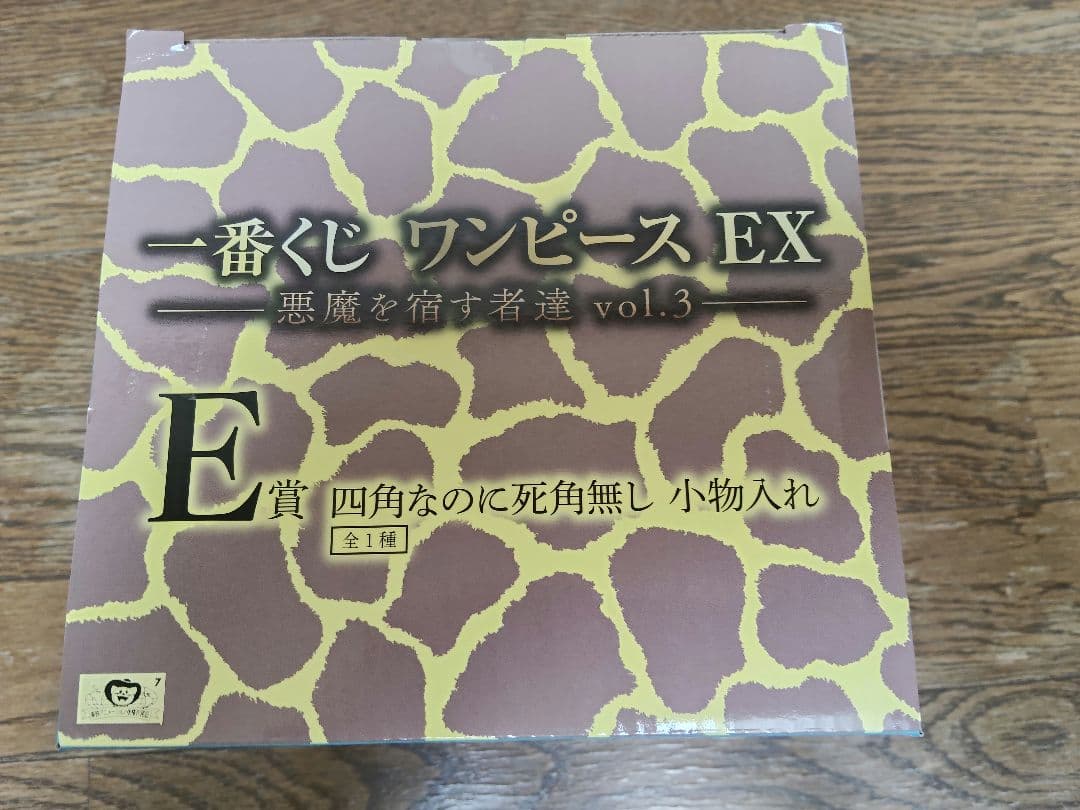 一番くじ ワンピース EX
悪魔を宿す者達 vol.3
E賞 四角なのに死角無し 小物入れ
全1種
7